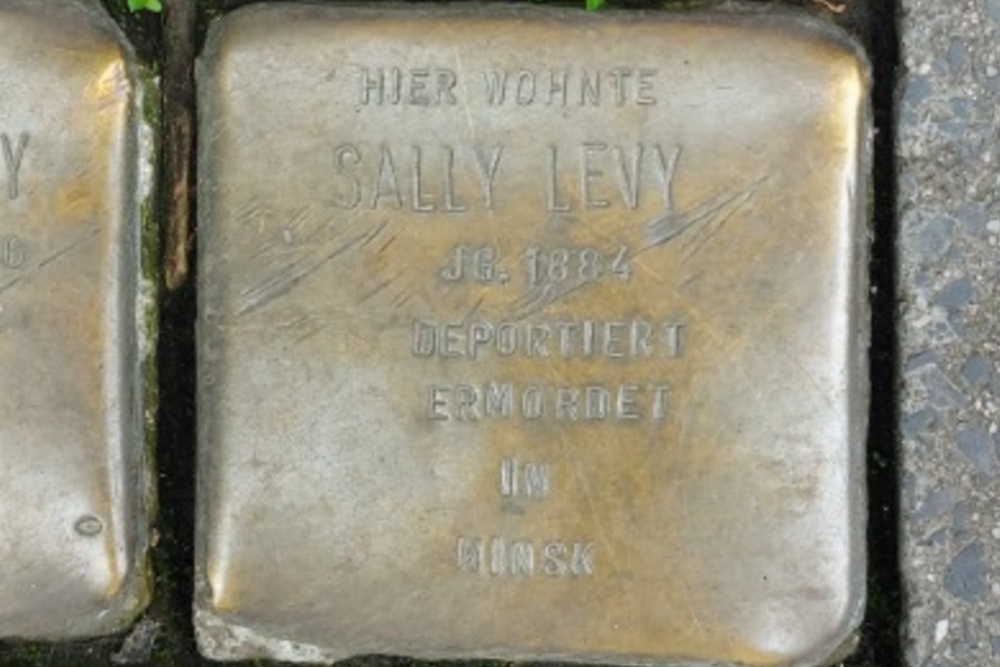 HIER WOHNTE
SALLY LEVY
JG. 1884
DEPORTIERT
ERMORDET
IN
MINSK
Y